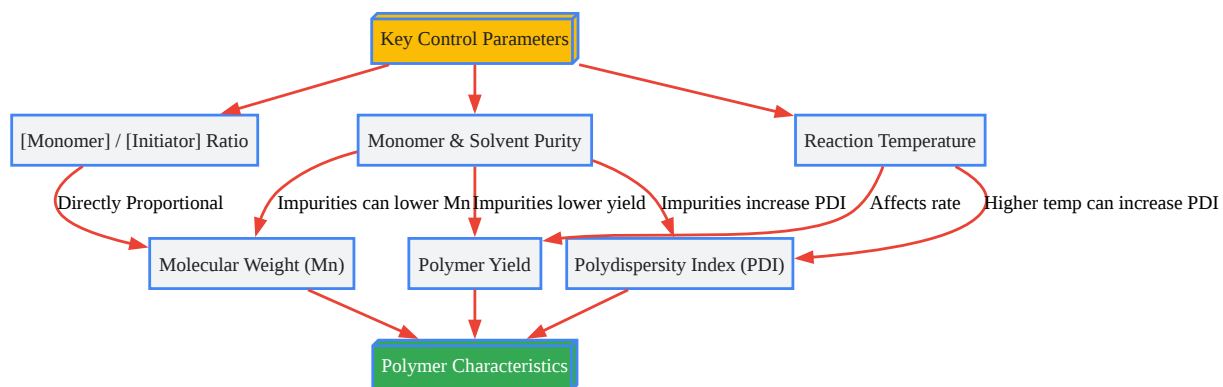 Key Control Parameters
[Monomer] / [Initiator] Ratio
Monomer & Solvent Purity
Reaction Temperature
Directly Proportional
Impurities can lower Mn
Impurities lower yield
Impurities increase PDI
Affects rate
Higher temp can increase PDI
Molecular Weight (Mn)
Polymer Yield
Polydispersity Index (PDI)
Polymer Characteristics